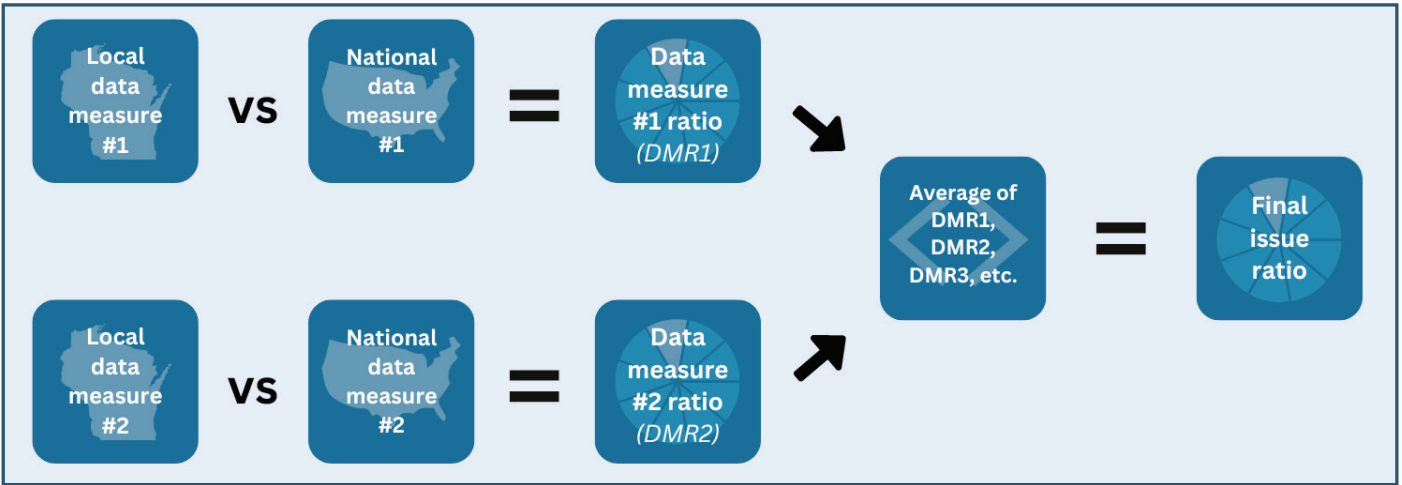 Local
data
measure
#1
vs
National
data
measure
#1
=
Data
measure
#1 ratio
(DMR1)
Local
data
measure
#2
vs
National
data
measure
#2
=
Data
measure
#2 ratio
(DMR2)
Average of
DMR1,
DMR2,
DMR3, etc.
=
Final
issue
ratio